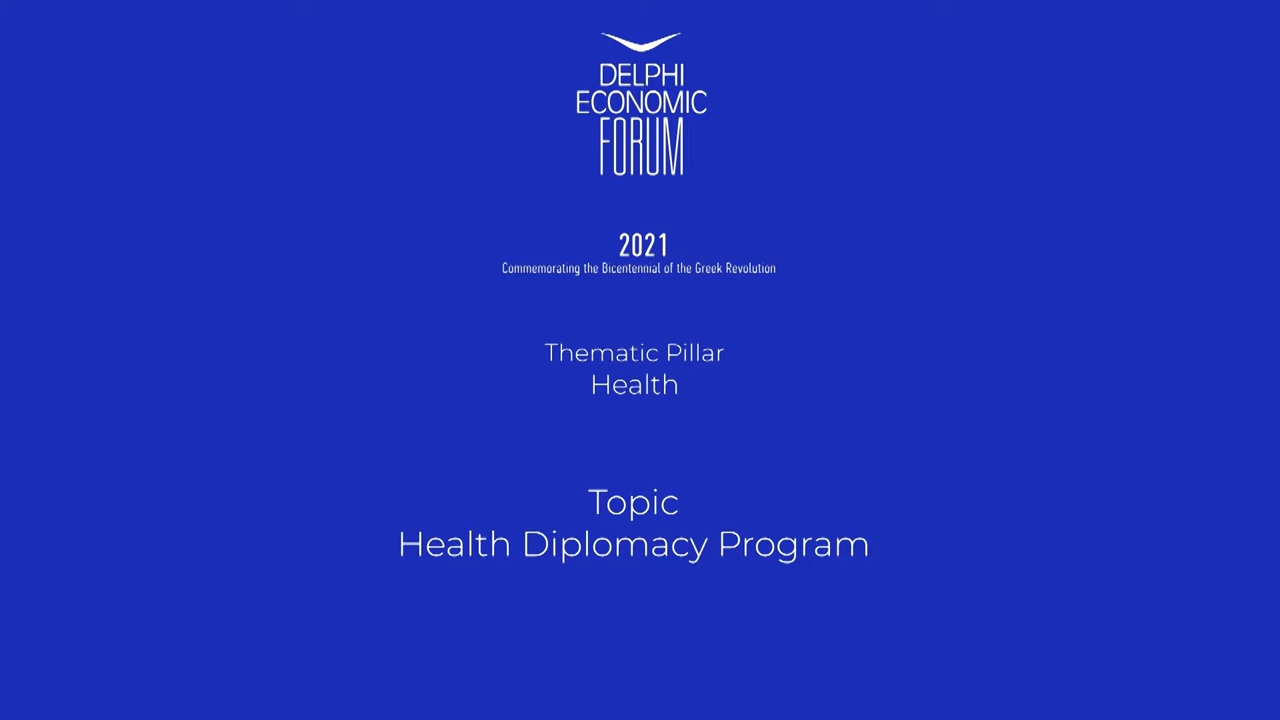 DELPHI
ECONOMIC
FORUM
2021
Commemorating the Bicentennial of the Greek Revolution
Thematic Pillar
Health
Topic
Health Diplomacy Program